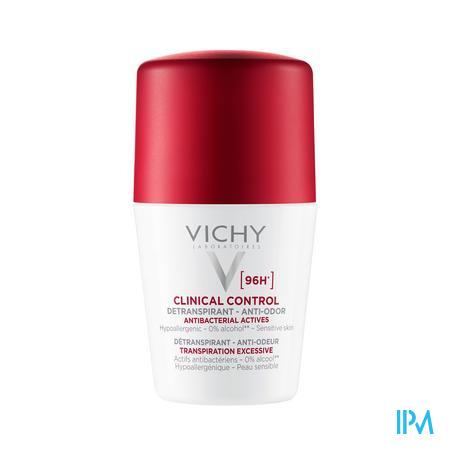 VICHY
LABORATOIRES
[96H*]
CLINICAL CONTROL
DETRANSPIRANT - ANTI-ODOR
ANTIBACTERIAL ACTIVES
Hypoallergenic - 0% alcohol** - Sensitive skin
DÉTRANSPIRANT - ANTI-ODEUR
TRANSPIRATION EXCESSIVE
Actifs antibactériens - 0% alcool**
Hypoallergénique - Peau sensible
IPM